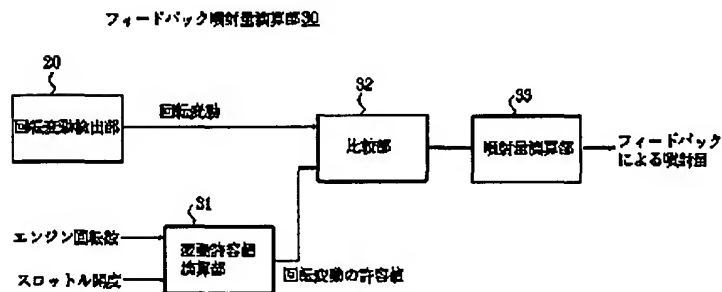 フィードバック噴射量演算部30
20
回転変動検出部
回転変動
32
比較部
33
噴射量演算部
フィードバック
による噴射量
エンジン回転数
スロットル開度
31
変動許容値
演算部
回転変動の許容値